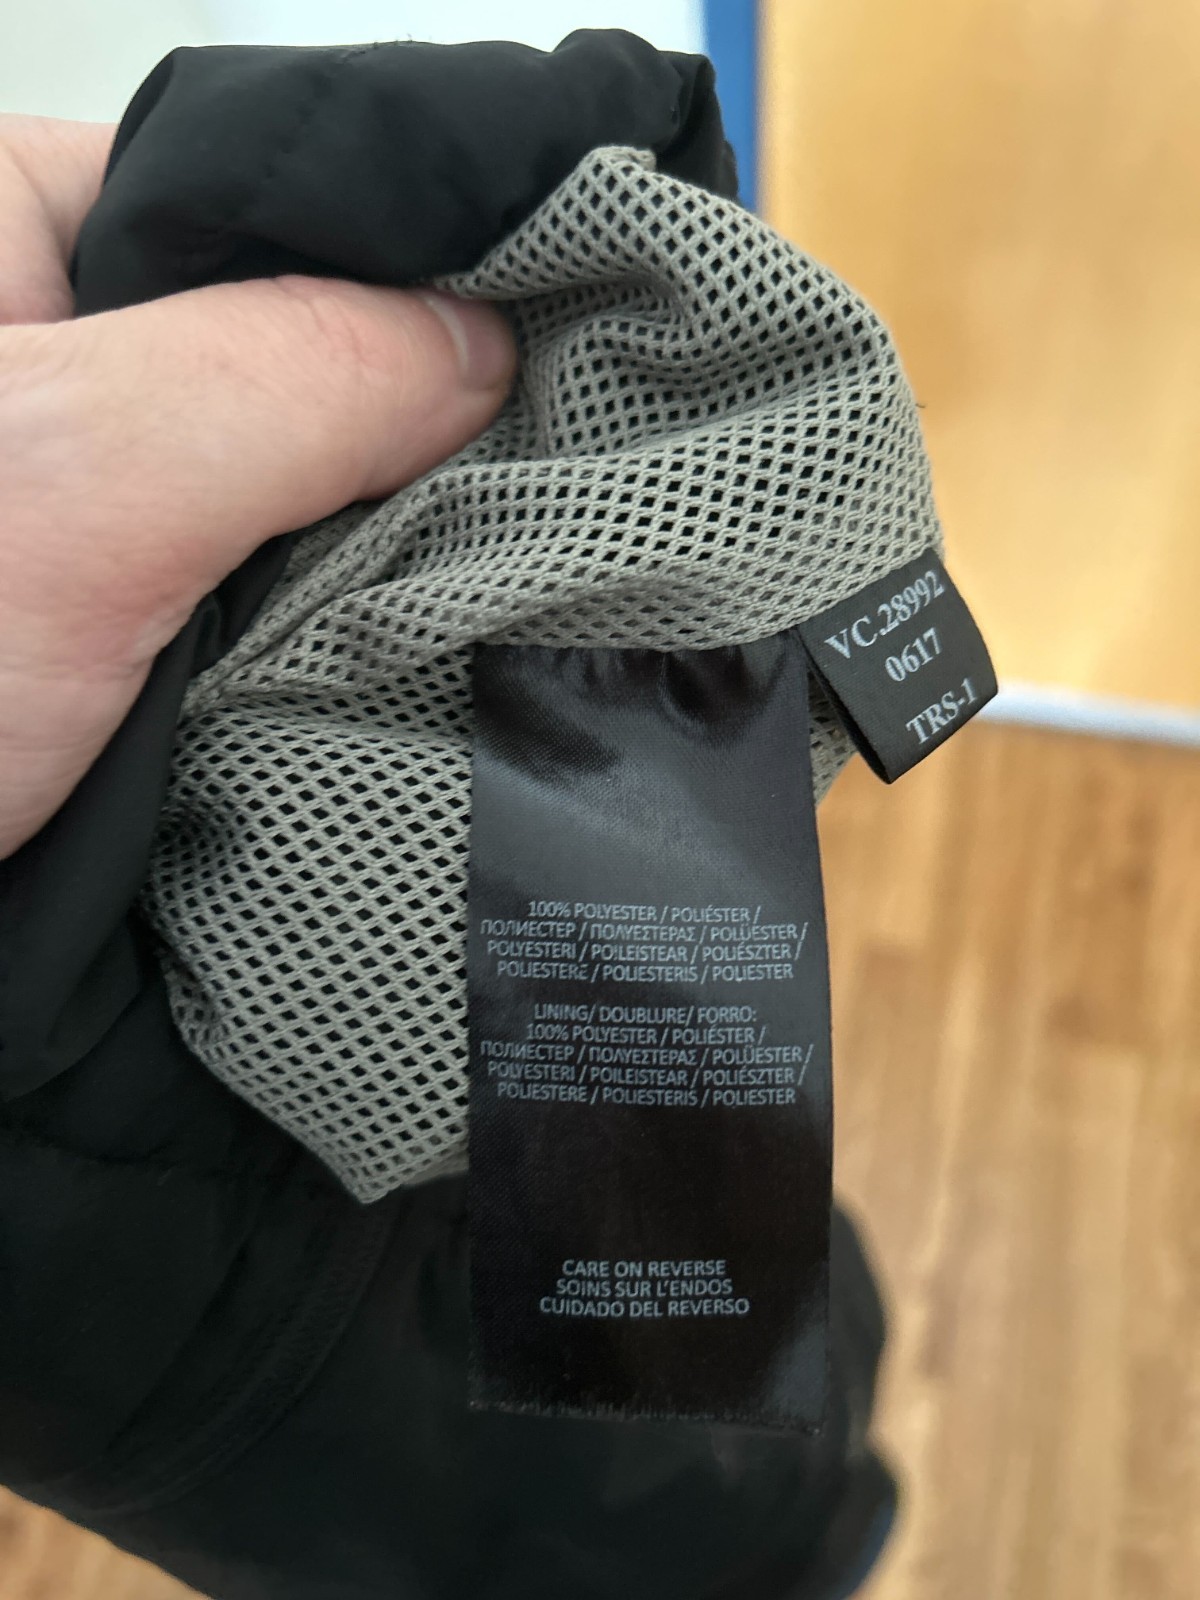 VC.28992
0617
TRS-1
100% POLYESTER / POLIÉSTER /
ПОЛИЕСТЕР / ΠΟΛΥΕΣΤΕΡΑΣ / POLÜESTER /
POLYESTERI / POILEISTEAR / POLIÉSZTER /
POLIESTERE / POLIESTERIS / POLIESTER
LINING/ DOUBLURE/ FORRO:
100% POLYESTER / POLIÉSTER /
ПОЛИЕСТЕР / ΠΟΛΥΕΣΤΕΡΑΣ / POLÜESTER /
POLYESTERI / POILEISTEAR / POLIÉSZTER /
POLIESTERE / POLIESTERIS / POLIESTER
CARE ON REVERSE
SOINS SUR L'ENDOS
CUIDADO DEL REVERSO